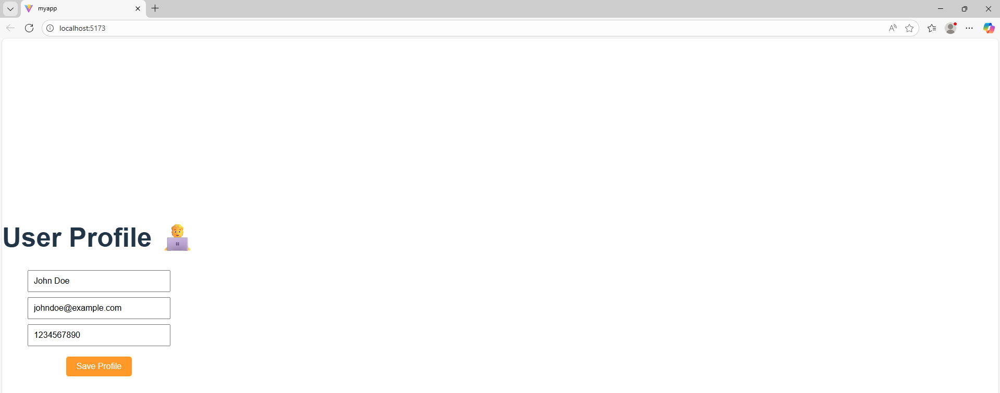 myapp
localhost:5173
User Profile 🧑‍💻
John Doe
johndoe@example.com
1234567890
Save Profile